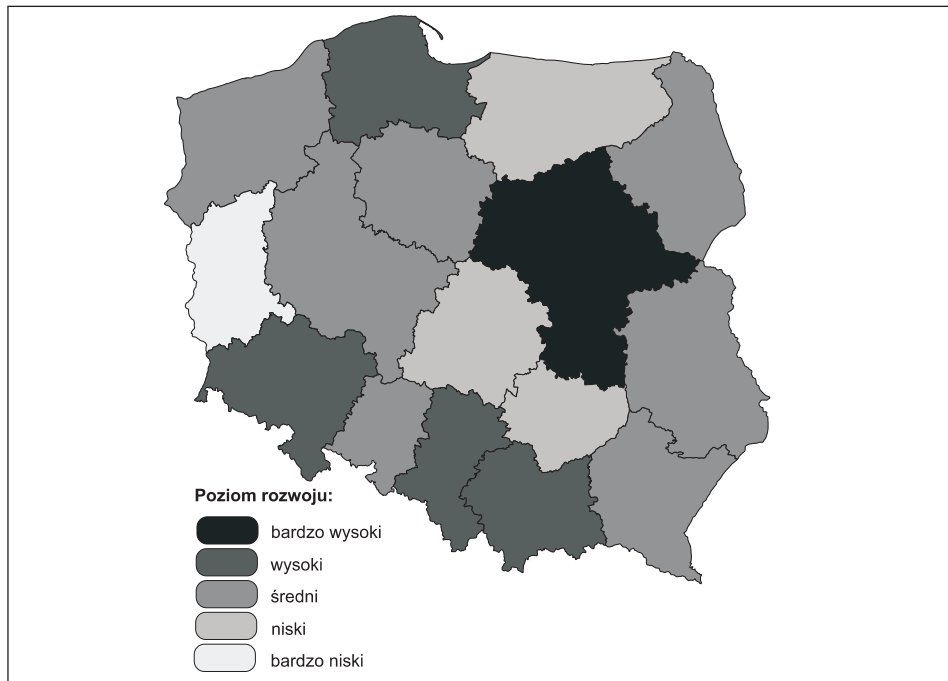 Poziom rozwoju:
bardzo wysoki
wysoki
średni
niski
bardzo niski